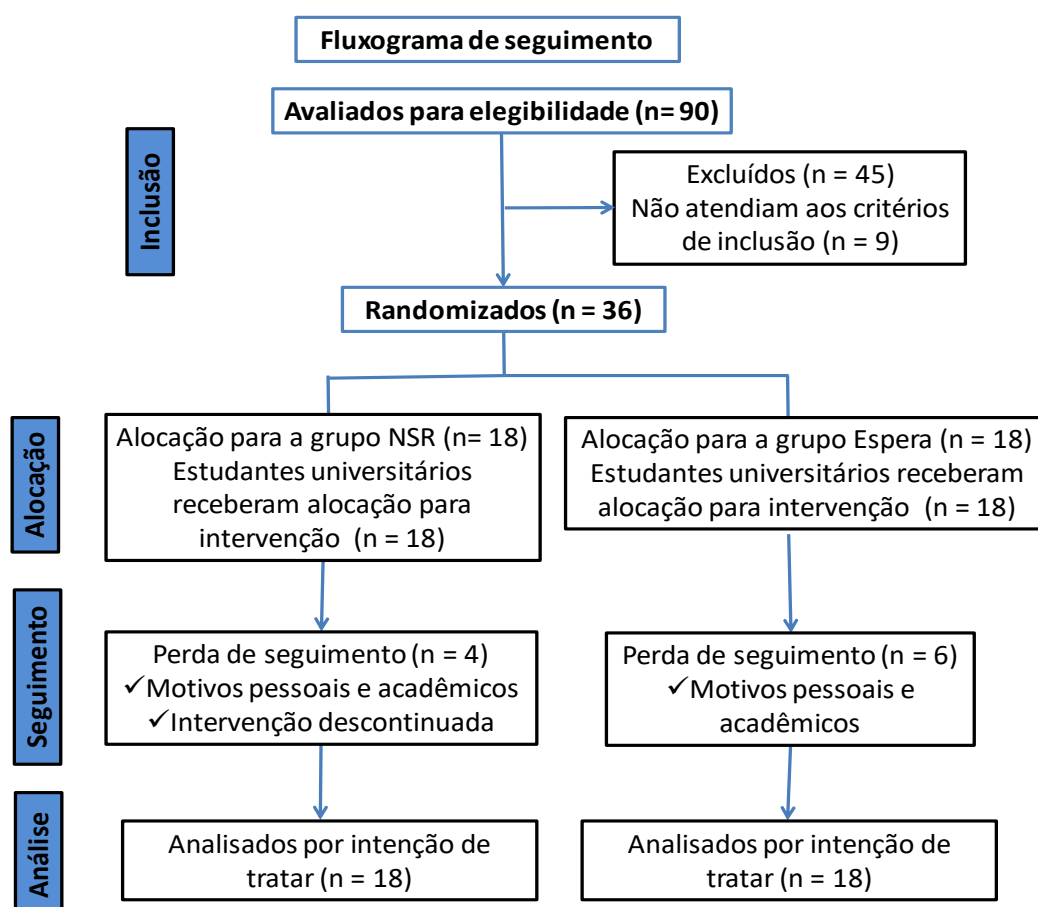 Fluxograma de seguimento
Avaliados para elegibilidade (n= 90)
Inclusão
Excluídos (n = 45)
Não atendiam aos critérios
de inclusão (n = 9)
Randomizados (n = 36)
Alocação
Alocação para a grupo NSR (n= 18)
Estudantes universitários
receberam alocação para
intervenção (n = 18)
Alocação para a grupo Espera (n = 18)
Estudantes universitários receberam
alocação para intervenção (n = 18)
Seguimento
Perda de seguimento (n = 4)
✓Motivos pessoais e acadêmicos
✓Intervenção descontinuada
Perda de seguimento (n = 6)
✓Motivos pessoais e
acadêmicos
Análise
Analisados por intenção de
tratar (n = 18)
Analisados por intenção de
tratar (n = 18)